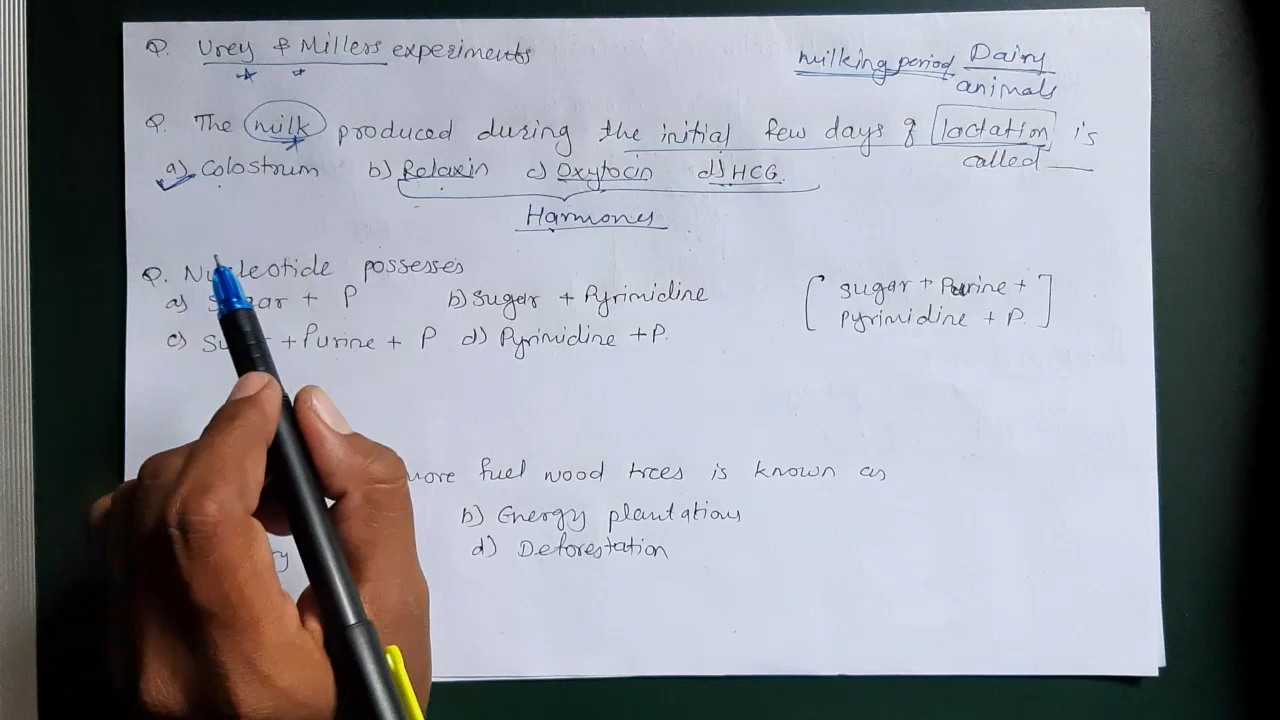 Q. Urey & Millers experiments
milking period Dairy
animals
Q. The milk produced during the initial few days of lactation is
called
a) Colostrum b) Relaxin c) Oxytocin d) HCG.
Harmones
Q. Nucleotide possesses
a) Sugar + P b) Sugar + Pyrimidine
c) + Purine + P d) Pyrimidine + P.
[ sugar + Purine +
Pyrimidine + P. ]
more fuel wood trees is known as
b) Energy plantations
d) Deforestation